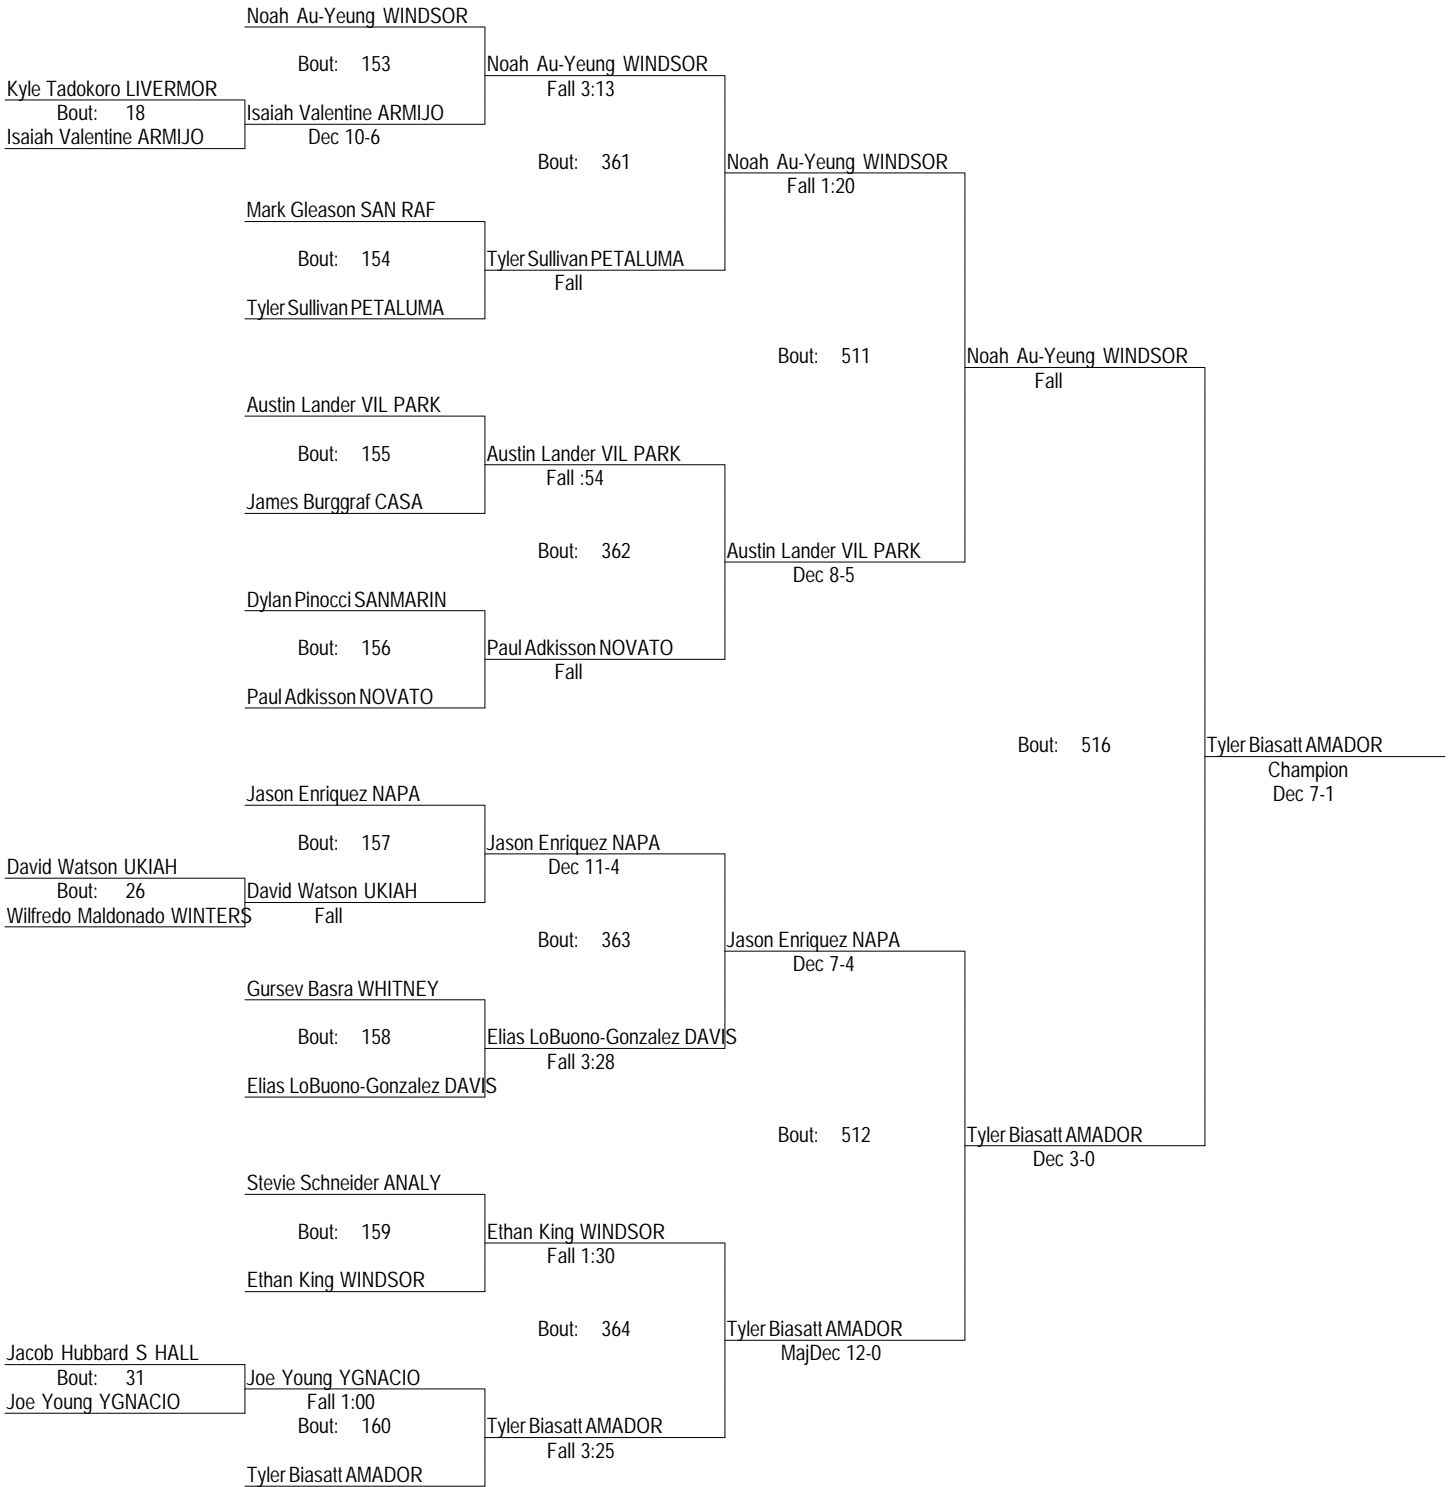 Noah Au-Yeung WINDSOR
Bout: 153
Noah Au-Yeung WINDSOR
Fall 3:13
Kyle Tadokoro LIVERMOR
Bout: 18
Isaiah Valentine ARMIJO
Isaiah Valentine ARMIJO
Dec 10-6
Bout: 361
Noah Au-Yeung WINDSOR
Fall 1:20
Mark Gleason SAN RAF
Bout: 154
Tyler Sullivan PETALUMA
Fall
Tyler Sullivan PETALUMA
Bout: 511
Noah Au-Yeung WINDSOR
Fall
Austin Lander VIL PARK
Bout: 155
Austin Lander VIL PARK
Fall :54
James Burggraf CASA
Bout: 362
Austin Lander VIL PARK
Dec 8-5
Dylan Pinocci SANMARIN
Bout: 156
Paul Adkisson NOVATO
Fall
Paul Adkisson NOVATO
Bout: 516
Tyler Biasatt AMADOR
Champion
Dec 7-1
Jason Enriquez NAPA
Bout: 157
Jason Enriquez NAPA
Dec 11-4
David Watson UKIAH
Bout: 26
Wilfredo Maldonado WINTERS
David Watson UKIAH
Fall
Bout: 363
Jason Enriquez NAPA
Dec 7-4
Gursev Basra WHITNEY
Bout: 158
Elias LoBuono-Gonzalez DAVIS
Fall 3:28
Elias LoBuono-Gonzalez DAVIS
Bout: 512
Tyler Biasatt AMADOR
Dec 3-0
Stevie Schneider ANALY
Bout: 159
Ethan King WINDSOR
Fall 1:30
Ethan King WINDSOR
Bout: 364
Tyler Biasatt AMADOR
MajDec 12-0
Jacob Hubbard S HALL
Bout: 31
Joe Young YGNACIO
Joe Young YGNACIO
Fall 1:00
Bout: 160
Tyler Biasatt AMADOR
Fall 3:25
Tyler Biasatt AMADOR